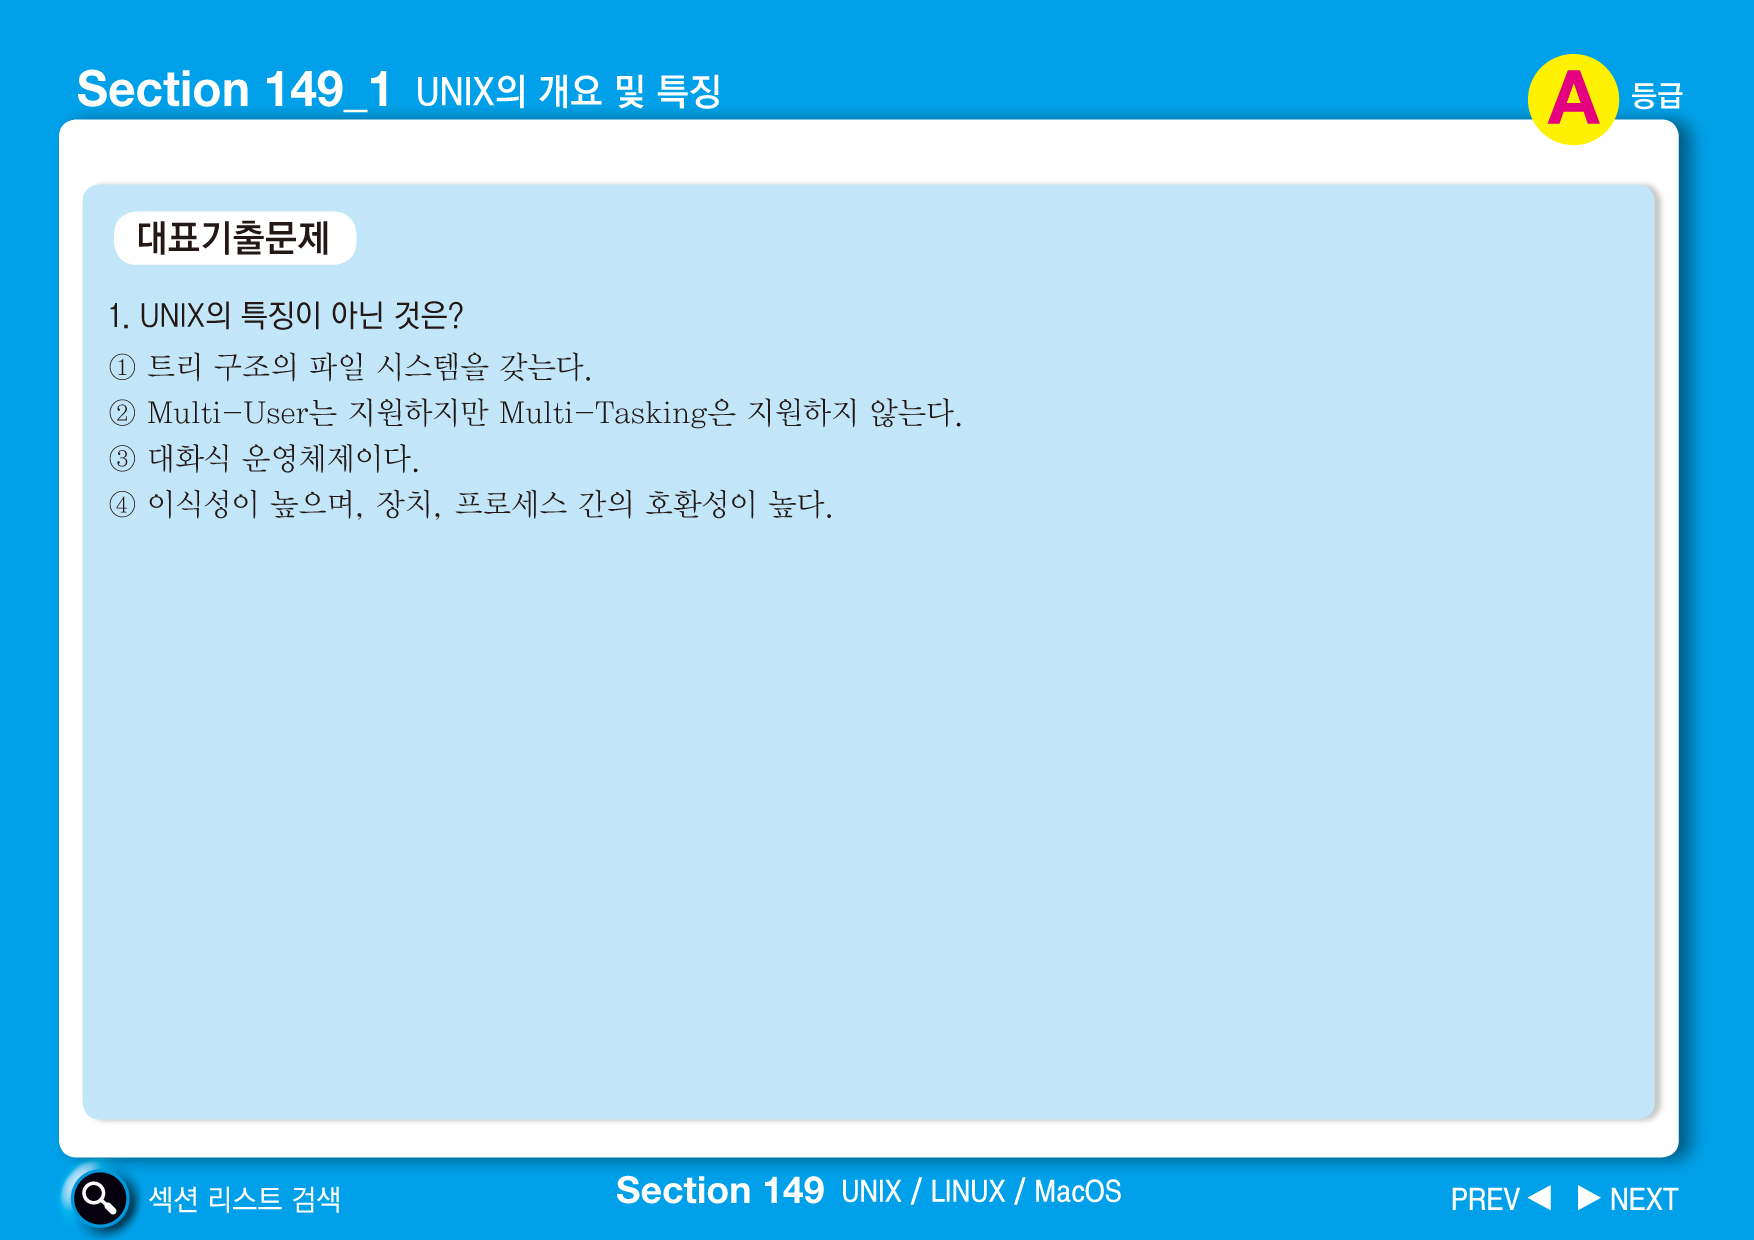 Section 149_1 UNIX의 개요 및 특징
A 등급
대표기출문제
1. UNIX의 특징이 아닌 것은?
① 트리 구조의 파일 시스템을 갖는다.
② Multi-User는 지원하지만 Multi-Tasking은 지원하지 않는다.
③ 대화식 운영체제이다.
④ 이식성이 높으며, 장치, 프로세스 간의 호환성이 높다.
섹션 리스트 검색
Section 149 UNIX / LINUX / MacOS
PREV◀ ▶NEXT